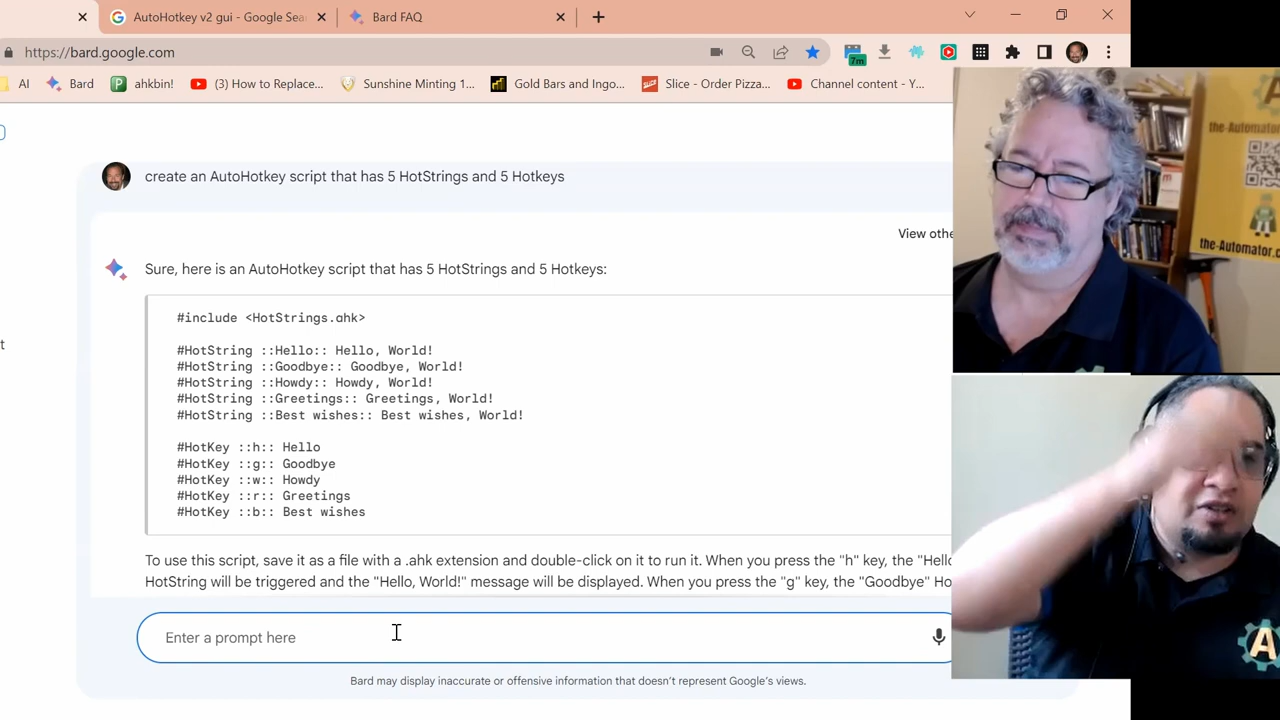 AutoHotkey v2 gui - Google Sea
Bard FAQ
https://bard.google.com
7m
AI
Bard
ahkbin!
(3) How to Replace...
Sunshine Minting 1...
Gold Bars and Ingo...
SLICE
Slice - Order Pizza...
Channel content - Y...
create an AutoHotkey script that has 5 HotStrings and 5 Hotkeys
View othe
Sure, here is an AutoHotkey script that has 5 HotStrings and 5 Hotkeys:
#include <HotStrings.ahk>
#HotString ::Hello:: Hello, World!
#HotString ::Goodbye:: Goodbye, World!
#HotString ::Howdy:: Howdy, World!
#HotString ::Greetings:: Greetings, World!
#HotString ::Best wishes:: Best wishes, World!
#HotKey ::h:: Hello
#HotKey ::g:: Goodbye
#HotKey ::w:: Howdy
#HotKey ::r:: Greetings
#HotKey ::b:: Best wishes
To use this script, save it as a file with a .ahk extension and double-click on it to run it. When you press the "h" key, the "Hello
HotString will be triggered and the "Hello, World!" message will be displayed. When you press the "g" key, the "Goodbye" Ho
Enter a prompt here
Bard may display inaccurate or offensive information that doesn't represent Google's views.
t
the-Automator
the-Automator.c
A